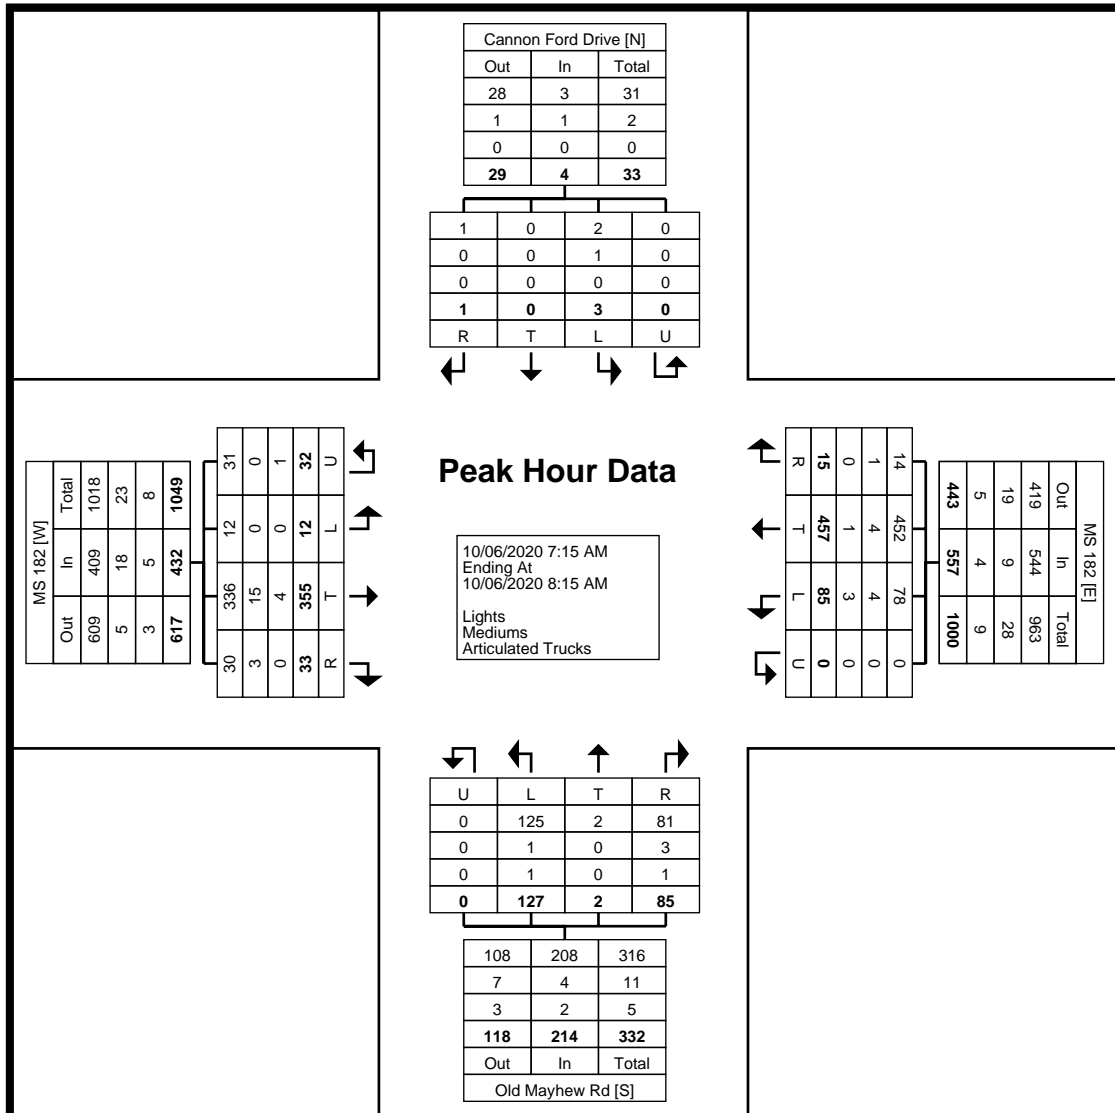 Cannon Ford Drive [N]
Out In Total
28 3 31
1 1 2
0 0 0
29 4 33
1 0 2 0
0 0 1 0
0 0 0 0
1 0 3 0
R T L U
MS 182 [W]
Total In Out
1018 409 609
23 18 5
8 5 3
1049 432 617
31 12 336 30
0 0 15 3
1 0 4 0
32 12 355 33
U L T R
Peak Hour Data
10/06/2020 7:15 AM
Ending At
10/06/2020 8:15 AM
Lights
Mediums
Articulated Trucks
MS 182 [E]
Out In Total
419 544 963
19 9 28
5 4 9
443 557 1000
14 452 78 0
1 4 4 0
0 1 3 0
15 457 85 0
R T L U
U L T R
0 125 2 81
0 1 0 3
0 1 0 1
0 127 2 85
108 208 316
7 4 11
3 2 5
118 214 332
Out In Total
Old Mayhew Rd [S]